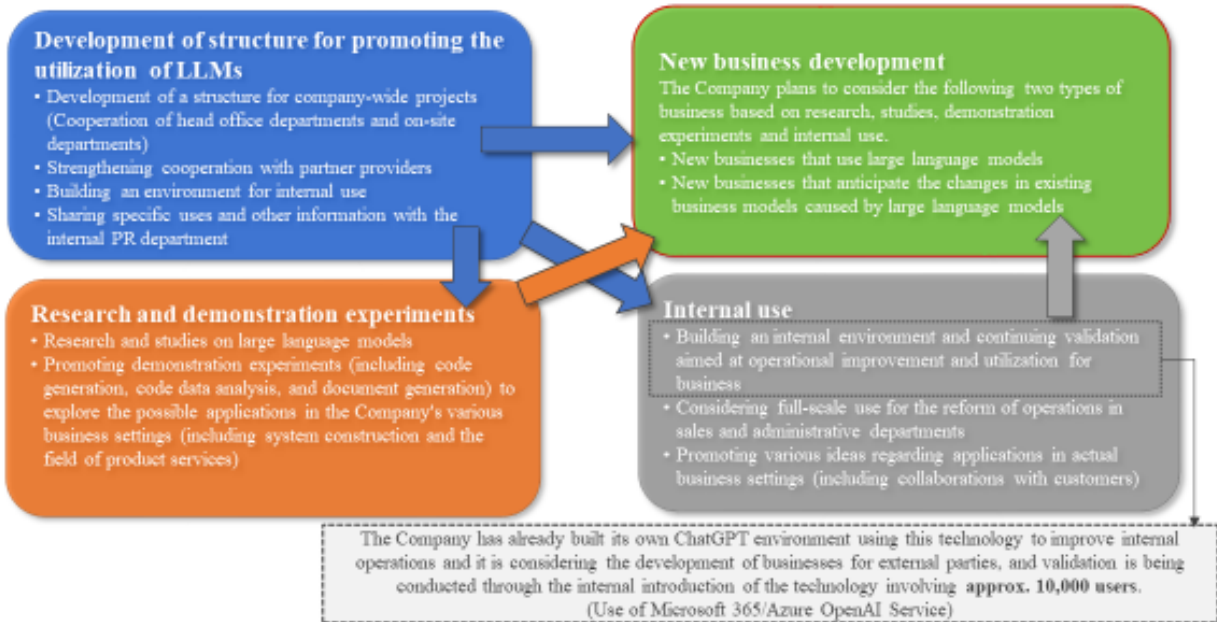 Development of structure for promoting the
utilization of LLMs
• Development of a structure for company-wide projects
(Cooperation of head office departments and on-site
departments)
• Strengthening cooperation with partner providers
• Building an environment for internal use
• Sharing specific uses and other information with the
internal PR department
New business development
The Company plans to consider the following two types of
business based on research, studies, demonstration
experiments and internal use.
• New businesses that use large language models
• New businesses that anticipate the changes in existing
business models caused by large language models
Research and demonstration experiments
• Research and studies on large language models
• Promoting demonstration experiments (including code
generation, code data analysis, and document generation) to
explore the possible applications in the Company's various
business settings (including system construction and the
field of product services)
Internal use
• Building an internal environment and continuing validation
aimed at operational improvement and utilization for
business
• Considering full-scale use for the reform of operations in
sales and administrative departments
• Promoting various ideas regarding applications in actual
business settings (including collaborations with customers)
The Company has already built its own ChatGPT environment using this technology to improve internal
operations and it is considering the development of businesses for external parties, and validation is being
conducted through the internal introduction of the technology involving approx. 10,000 users.
(Use of Microsoft 365/Azure OpenAI Service)